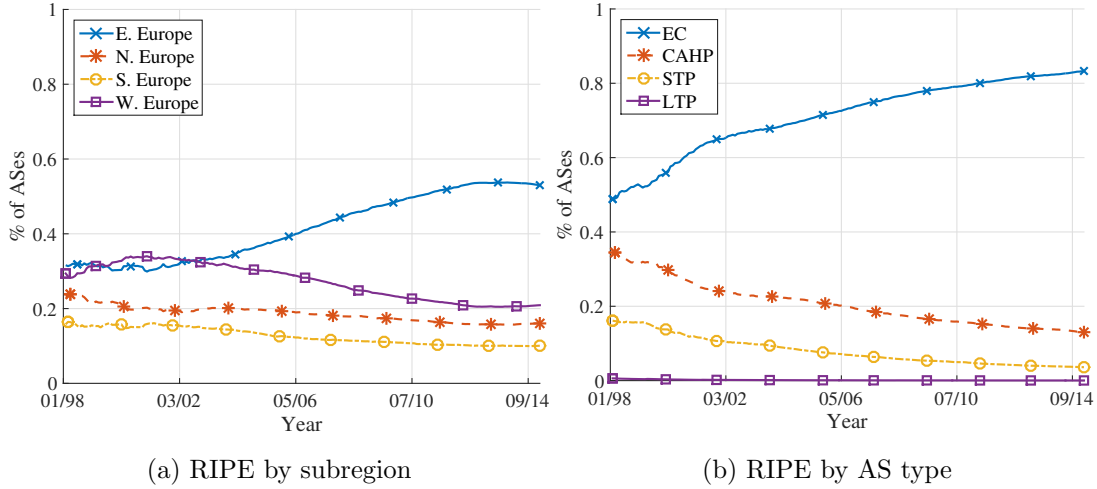 E. Europe
N. Europe
S. Europe
W. Europe
1
0.8
0.6
0.4
0.2
0
% of ASes
01/98
03/02
05/06
07/10
09/14
Year
(a) RIPE by subregion
EC
CAHP
STP
LTP
1
0.8
0.6
0.4
0.2
0
% of ASes
01/98
03/02
05/06
07/10
09/14
Year
(b) RIPE by AS type